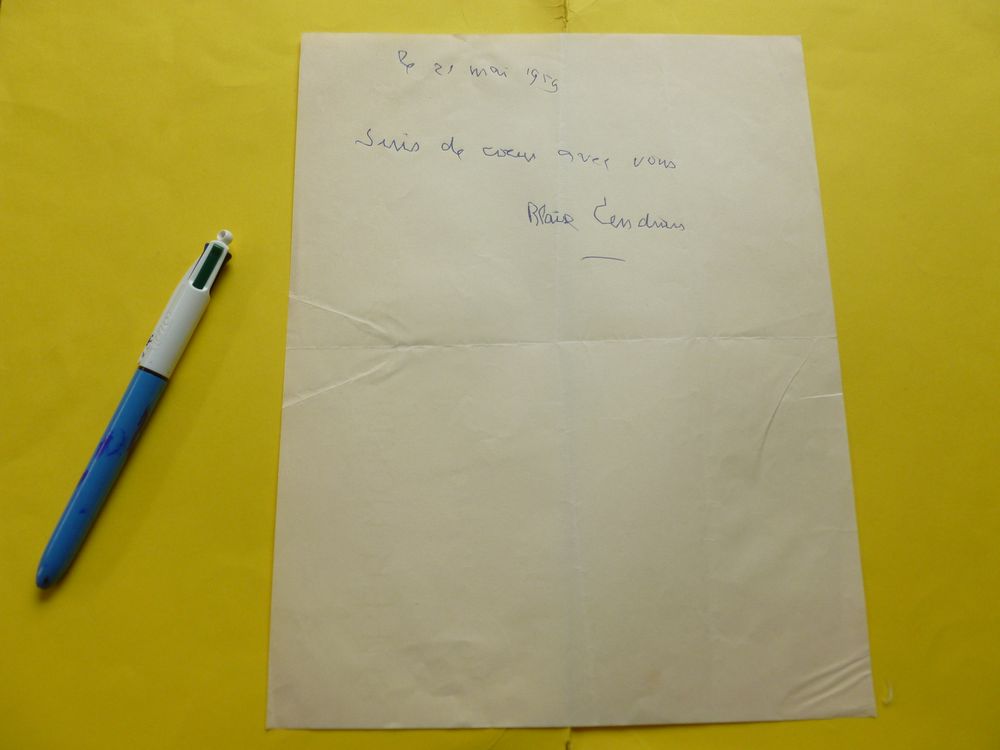 le 21 mai 1959
Suis de coeur avec vous
Blaise Cendrars